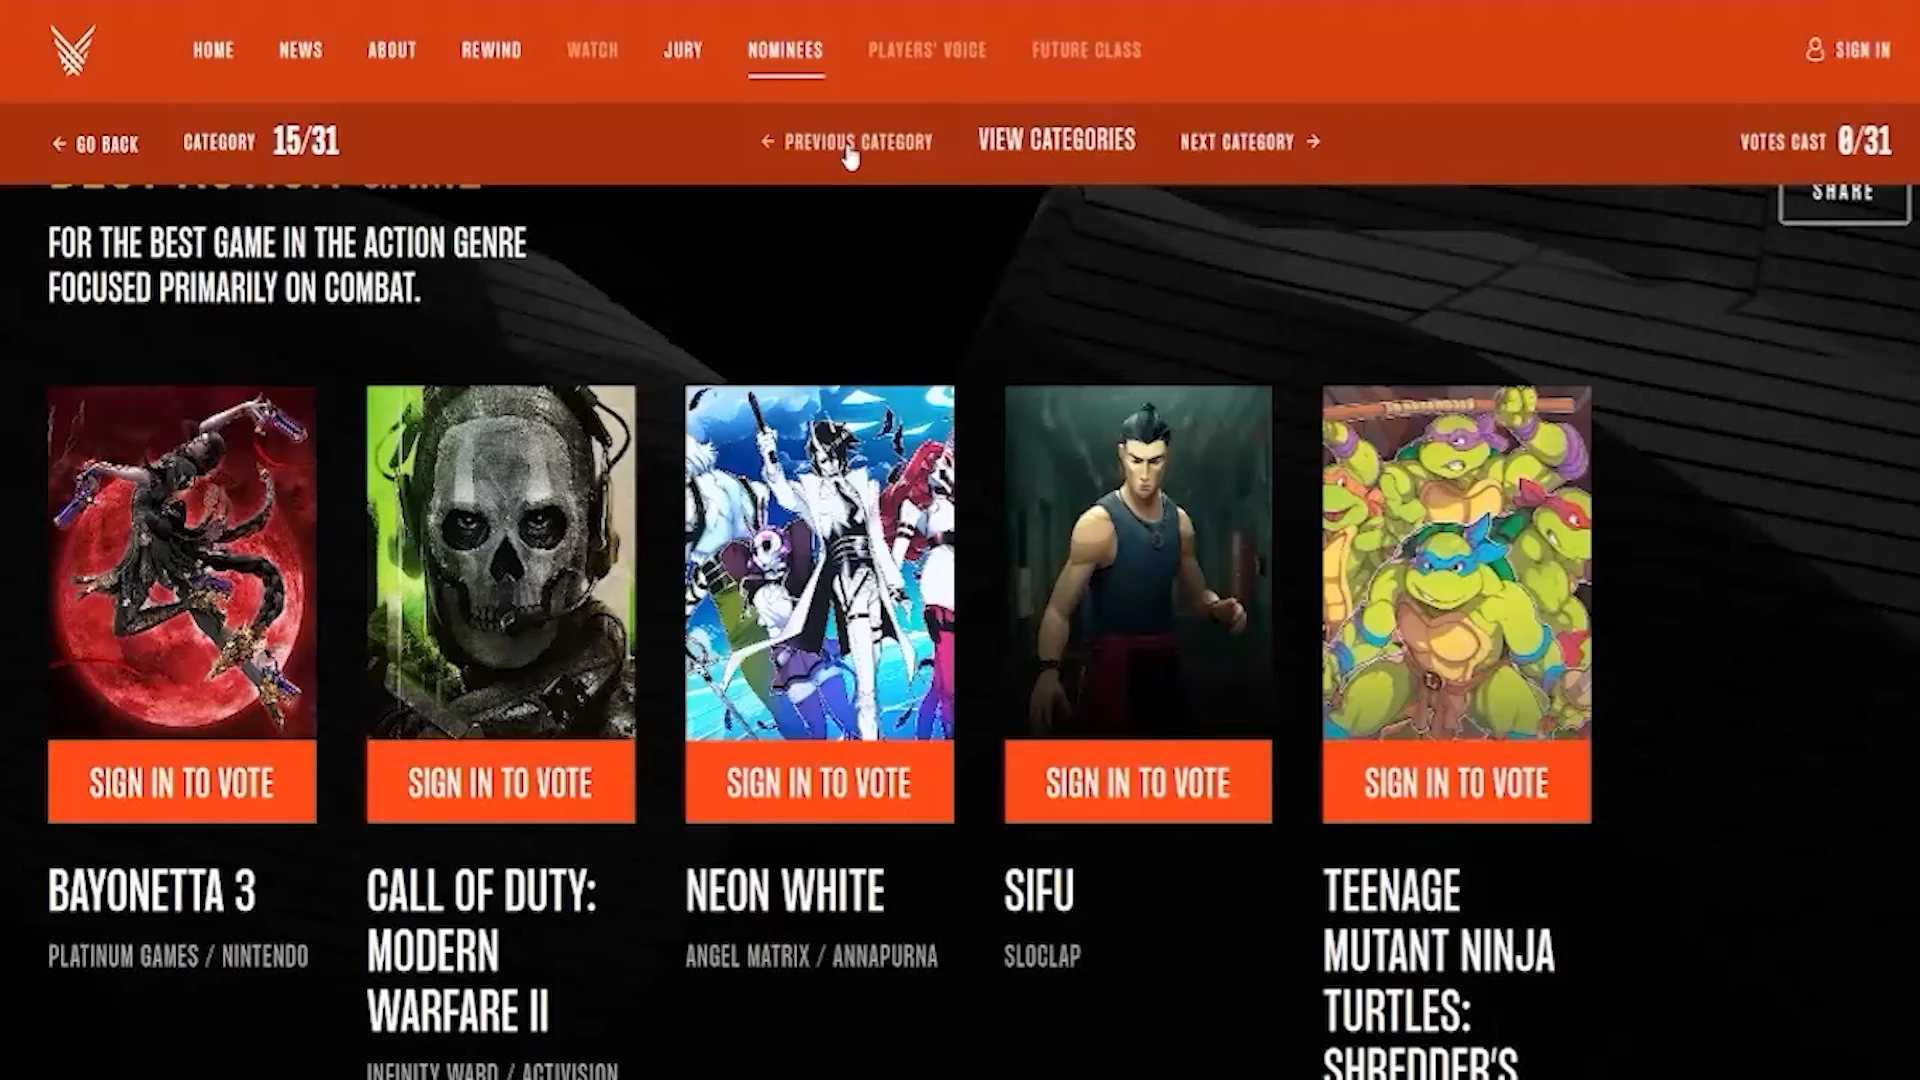 HOME NEWS ABOUT REWIND WATCH JURY NOMINEES PLAYERS' VOICE FUTURE CLASS SIGN IN
← GO BACK CATEGORY 15/31 ← PREVIOUS CATEGORY VIEW CATEGORIES NEXT CATEGORY → VOTES CAST 0/31
BEST ACTION GAME
SHARE
FOR THE BEST GAME IN THE ACTION GENRE
FOCUSED PRIMARILY ON COMBAT.
SIGN IN TO VOTE SIGN IN TO VOTE SIGN IN TO VOTE SIGN IN TO VOTE SIGN IN TO VOTE
BAYONETTA 3
PLATINUM GAMES / NINTENDO
CALL OF DUTY:
MODERN
WARFARE II
INFINITY WARD / ACTIVISION
NEON WHITE
ANGEL MATRIX / ANNAPURNA
SIFU
SLOCLAP
TEENAGE
MUTANT NINJA
TURTLES:
SHREDDER'S